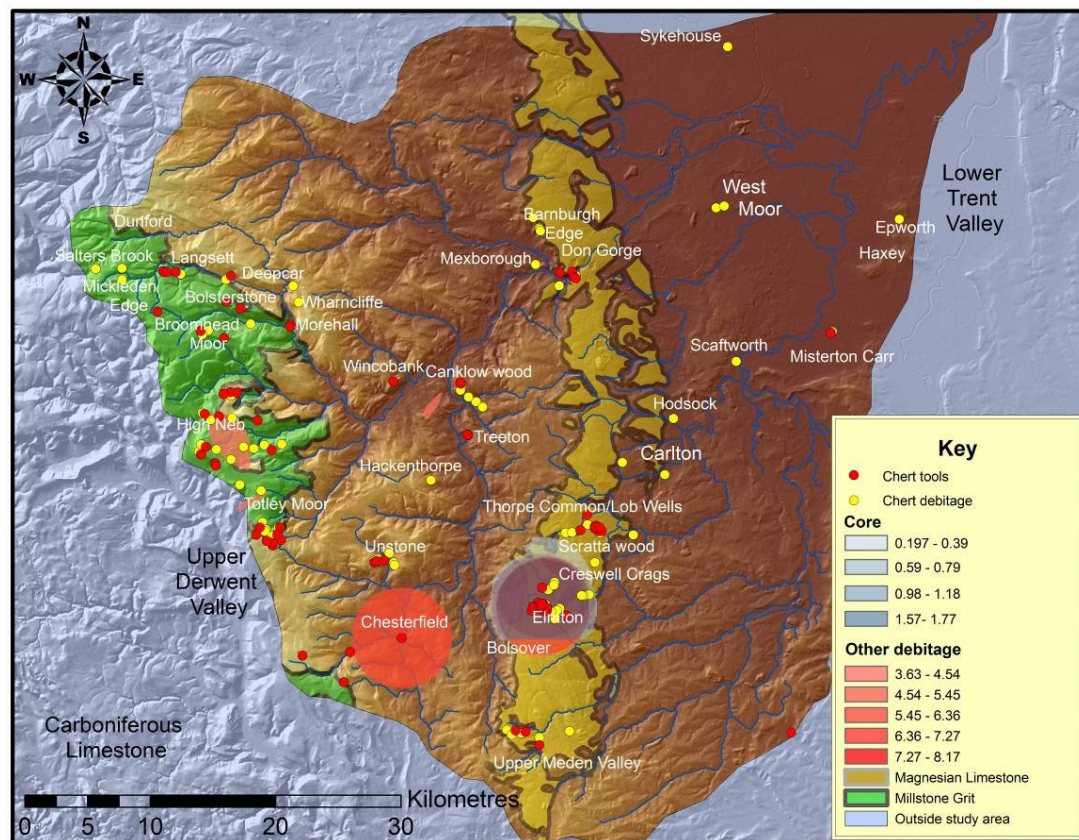 N
W E
S
Sykehouse
West
Moor
Lower
Trent
Valley
Epworth
Haxey
Barnburgh
Edge
Don Gorge
Mexborough
Dunford
Salters Brook
Langsett
Deepcar
Mickleden
Edge
Bolsterstone
Wharncliffe
Broomhead
Moor
Morehall
Misterton Carr
Scaftworth
Wincobank
Canklow wood
Hodsock
High Neb
Treeton
Carlton
Hackenthorpe
Totley Moor
Thorpe Common/Lob Wells
Scratta wood
Upper
Derwent
Valley
Unstone
Creswell Crags
Elmton
Chesterfield
Bolsover
Carboniferous
Limestone
Upper Meden Valley
Kilometres
0 5 10 20 30
Key
Chert tools
Chert debitage
Core
0.197 - 0.39
0.59 - 0.79
0.98 - 1.18
1.57- 1.77
Other debitage
3.63 - 4.54
4.54 - 5.45
5.45 - 6.36
6.36 - 7.27
7.27 - 8.17
Magnesian Limestone
Millstone Grit
Outside study area